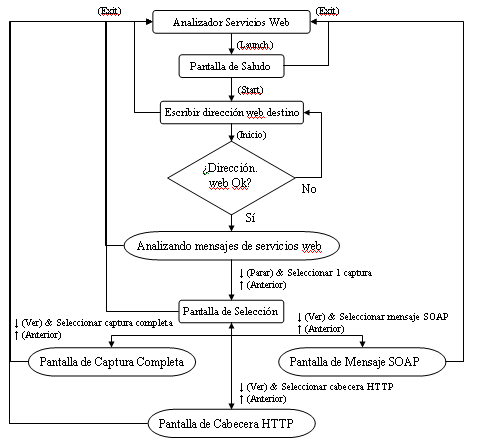 (Exit)
(Exit)
Analizador Servicios Web
(Launch)
Pantalla de Saludo
(Start)
Escribir dirección web destino
(Inicio)
¿Dirección.
web Ok?
No
Sí
Analizando mensajes de servicios web
↓ (Parar) & Seleccionar 1 captura
↑ (Anterior)
Pantalla de Selección
↓ (Ver) & Seleccionar captura completa
↑ (Anterior)
↓ (Ver) & Seleccionar mensaje SOAP
↑ (Anterior)
Pantalla de Captura Completa
Pantalla de Mensaje SOAP
↓ (Ver) & Seleccionar cabecera HTTP
↑ (Anterior)
Pantalla de Cabecera HTTP